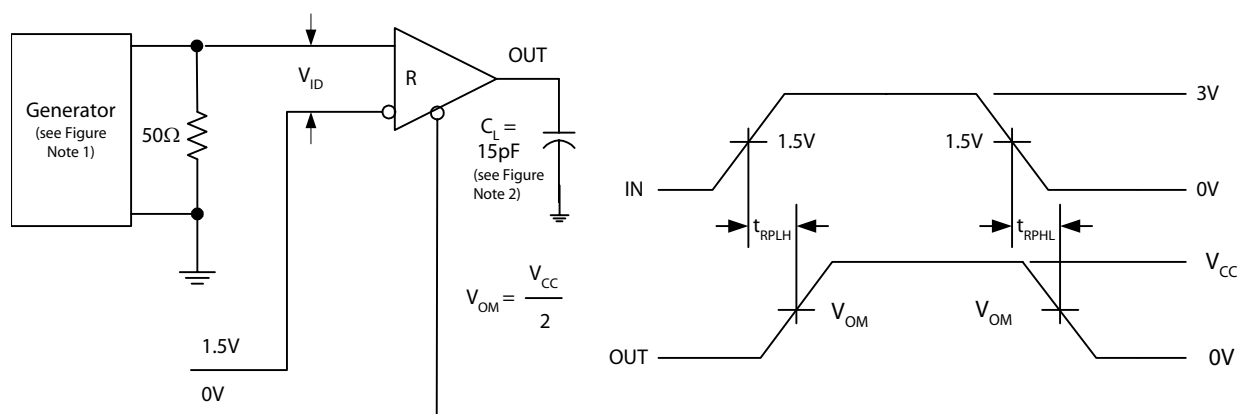 OUT
V_ID
R
Generator
(see Figure
Note 1)
50Ω
C_L =
15pF
(see Figure
Note 2)
V_OM = V_CC / 2
1.5V
0V
3V
1.5V
1.5V
IN
0V
t_RPLH
t_RPHL
V_CC
V_OM
V_OM
OUT
0V